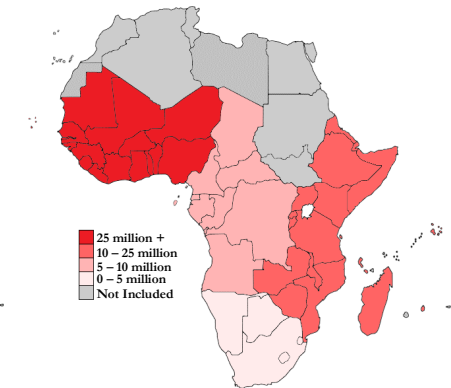 25 million +
10 – 25 million
5 – 10 million
0 – 5 million
Not Included